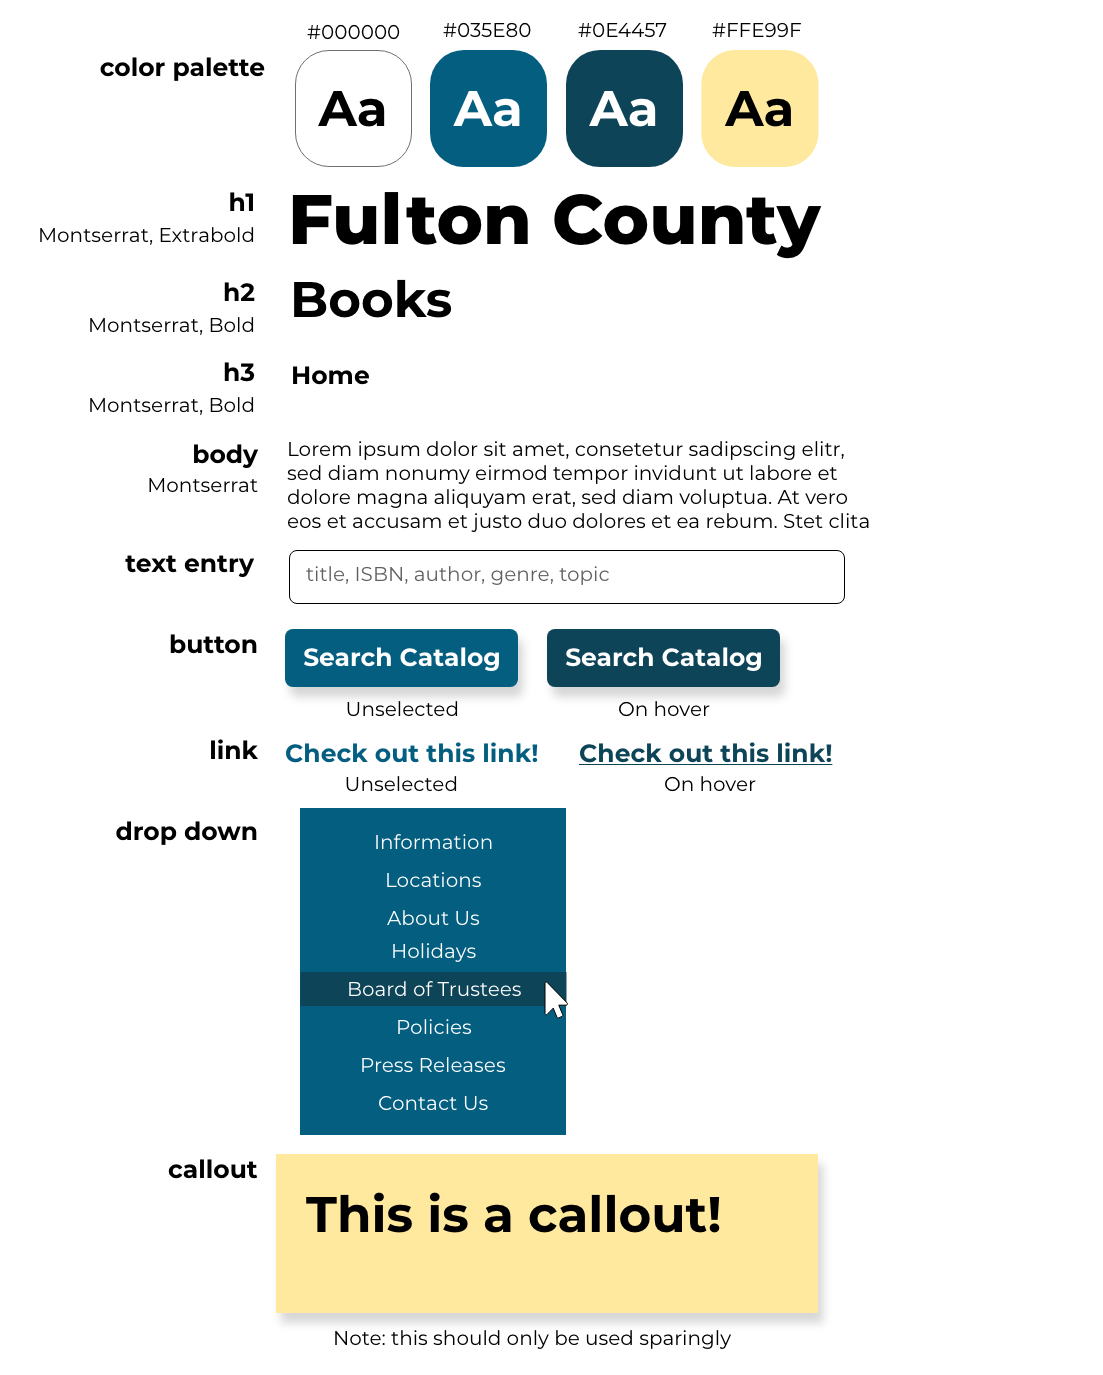 #000000 #035E80 #0E4457 #FFE99F
color palette
Aa Aa Aa Aa
h1
Montserrat, Extrabold
Fulton County
h2
Montserrat, Bold
Books
h3
Montserrat, Bold
Home
body
Montserrat
Lorem ipsum dolor sit amet, consetetur sadipscing elitr,
sed diam nonumy eirmod tempor invidunt ut labore et
dolore magna aliquyam erat, sed diam voluptua. At vero
eos et accusam et justo duo dolores et ea rebum. Stet clita
text entry
title, ISBN, author, genre, topic
button
Search Catalog Search Catalog
Unselected On hover
link
Check out this link! Check out this link!
Unselected On hover
drop down
Information
Locations
About Us
Holidays
Board of Trustees
Policies
Press Releases
Contact Us
callout
This is a callout!
Note: this should only be used sparingly